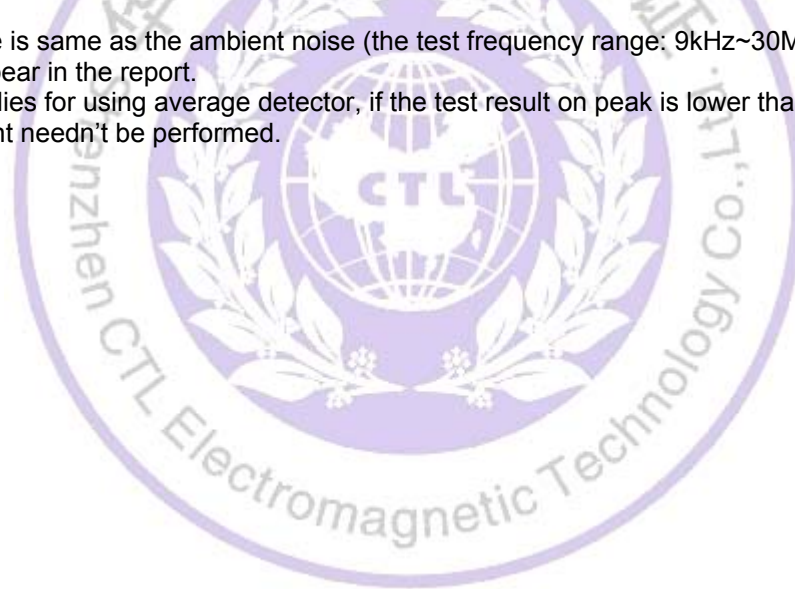 e is same as the ambient noise (the test frequency range: 9kHz~30M
pear in the report.
lies for using average detector, if the test result on peak is lower tha
nt needn't be performed.
CTL
Shenzhen CTL Electromagnetic Technology Co.,Ltd.